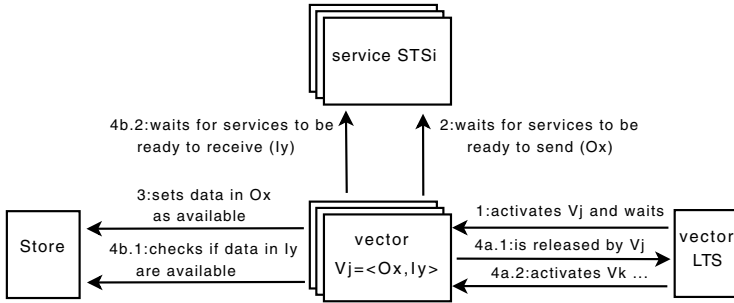 service STSi
4b.2:waits for services to be
ready to receive (Iy)
2:waits for services to be
ready to send (Ox)
3:sets data in Ox
as available
1:activates Vj and waits
Store
4b.1:checks if data in Iy
are available
vector
Vj=<Ox,Iy>
4a.1:is released by Vj
4a.2:activates Vk ...
vector
LTS